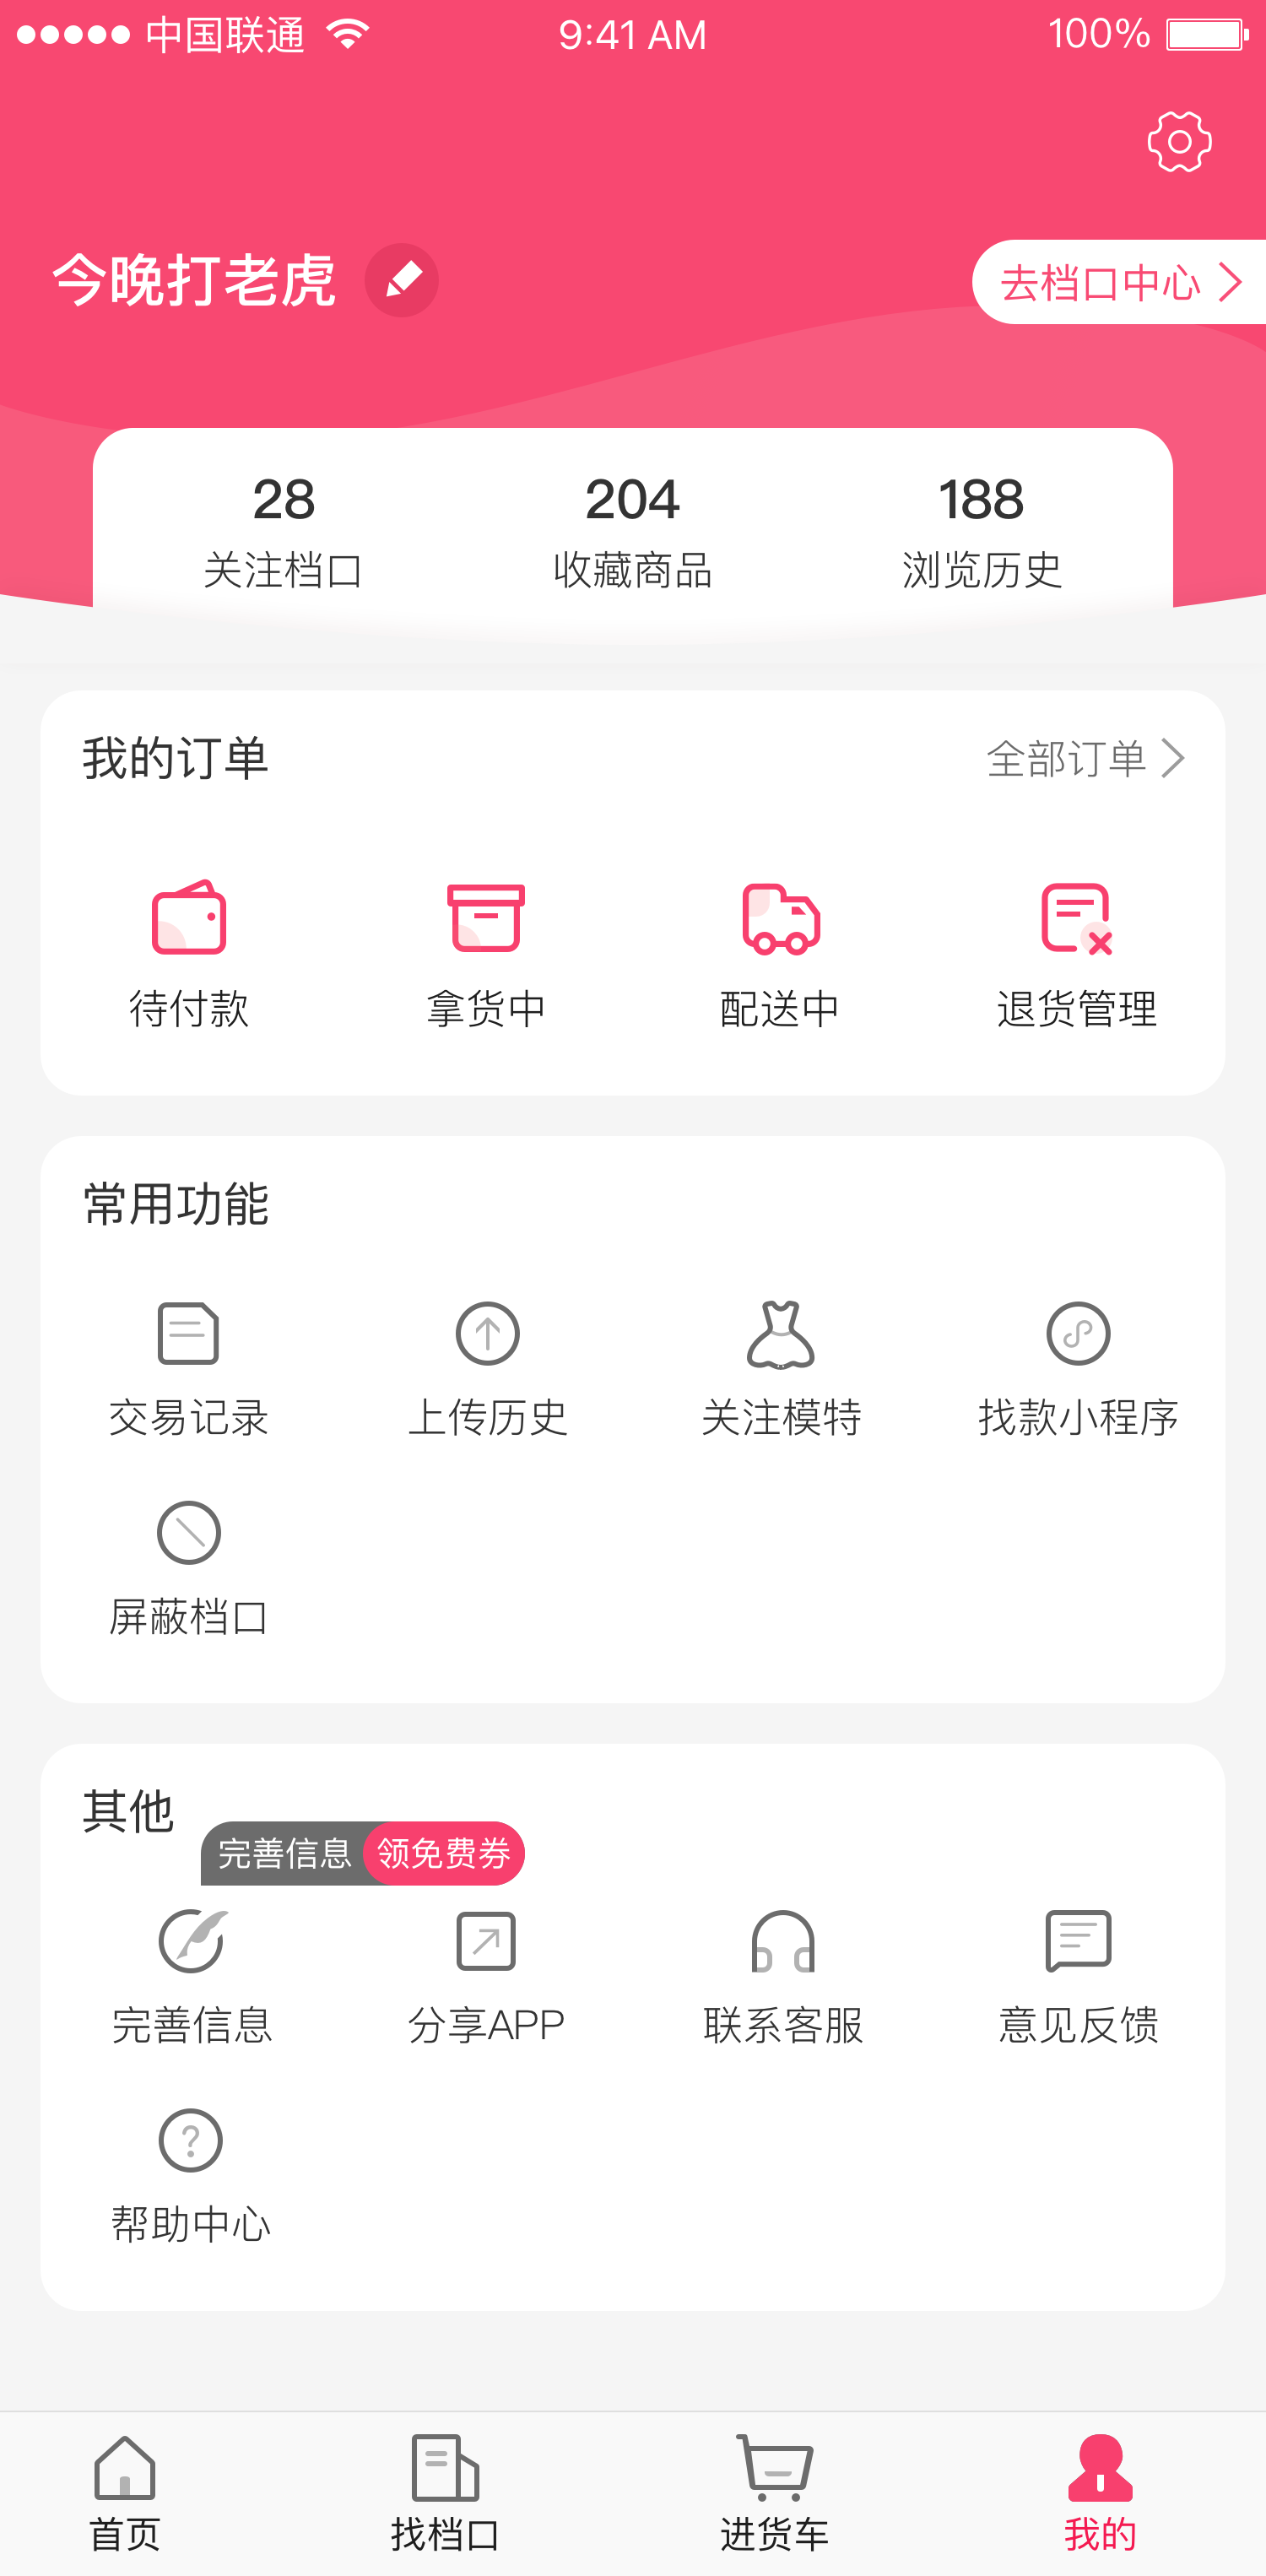 中国联通 9:41 AM 100%
今晚打老虎 去档口中心
28 204 188
关注档口 收藏商品 浏览历史
我的订单 全部订单
待付款 拿货中 配送中 退货管理
常用功能
交易记录 上传历史 关注模特 找款小程序
屏蔽档口
其他
完善信息 领免费券
完善信息 分享APP 联系客服 意见反馈
帮助中心
首页 找档口 进货车 我的